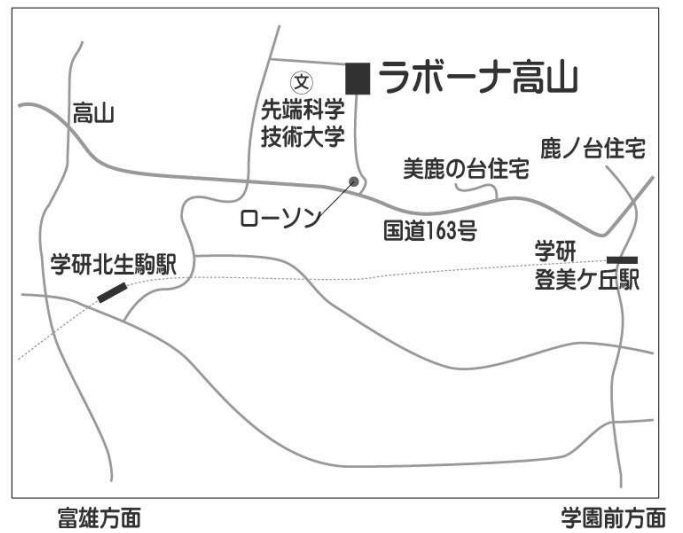 ラボーナ高山
文
先端科学
技術大学
高山
鹿ノ台住宅
美鹿の台住宅
ローソン
国道163号
学研
登美ケ丘駅
学研北生駒駅
富雄方面
学園前方面